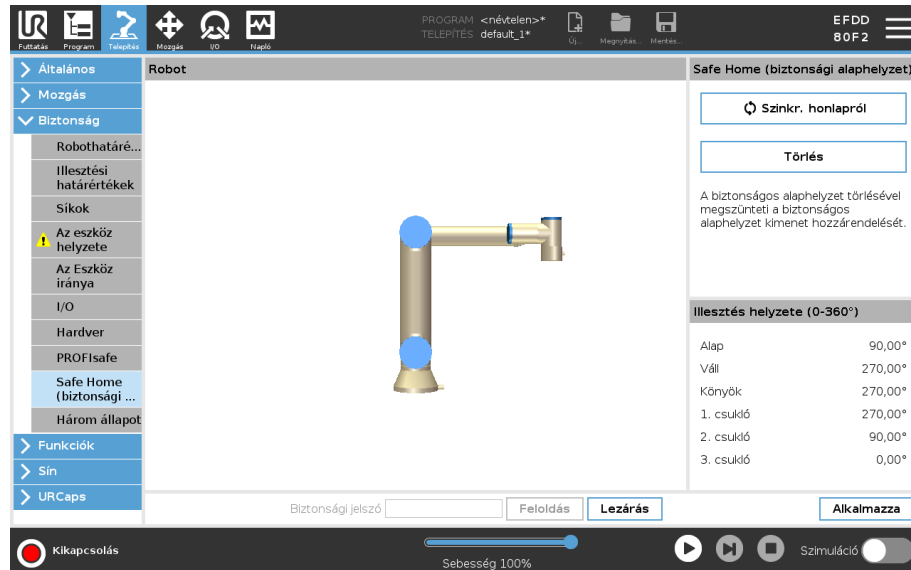 PROGRAM <névtelen>*
TELEPÍTÉS default_1*
EFDD
80F2
Futtatás Program Telepítés Mozgás I/O Napló
Új... Megnyitás... Mentés...
Általános
Mozgás
Biztonság
Robothatáré...
Illesztési
határértékek
Síkok
Az eszköz
helyzete
Az Eszköz
iránya
I/O
Hardver
PROFIsafe
Safe Home
(biztonsági ...
Három állapot
Funkciók
Sín
URCaps
Robot
Safe Home (biztonsági alaphelyzet)
Szinkr. honlapról
Törlés
A biztonságos alaphelyzet törlésével
megszünteti a biztonságos
alaphelyzet kimenet hozzárendelését.
Illesztés helyzete (0-360°)
Alap 90,00°
Váll 270,00°
Könyök 270,00°
1. csukló 270,00°
2. csukló 90,00°
3. csukló 0,00°
Biztonsági jelszó Feloldás Lezárás Alkalmazza
Kikapcsolás
Sebesség 100%
Szimuláció